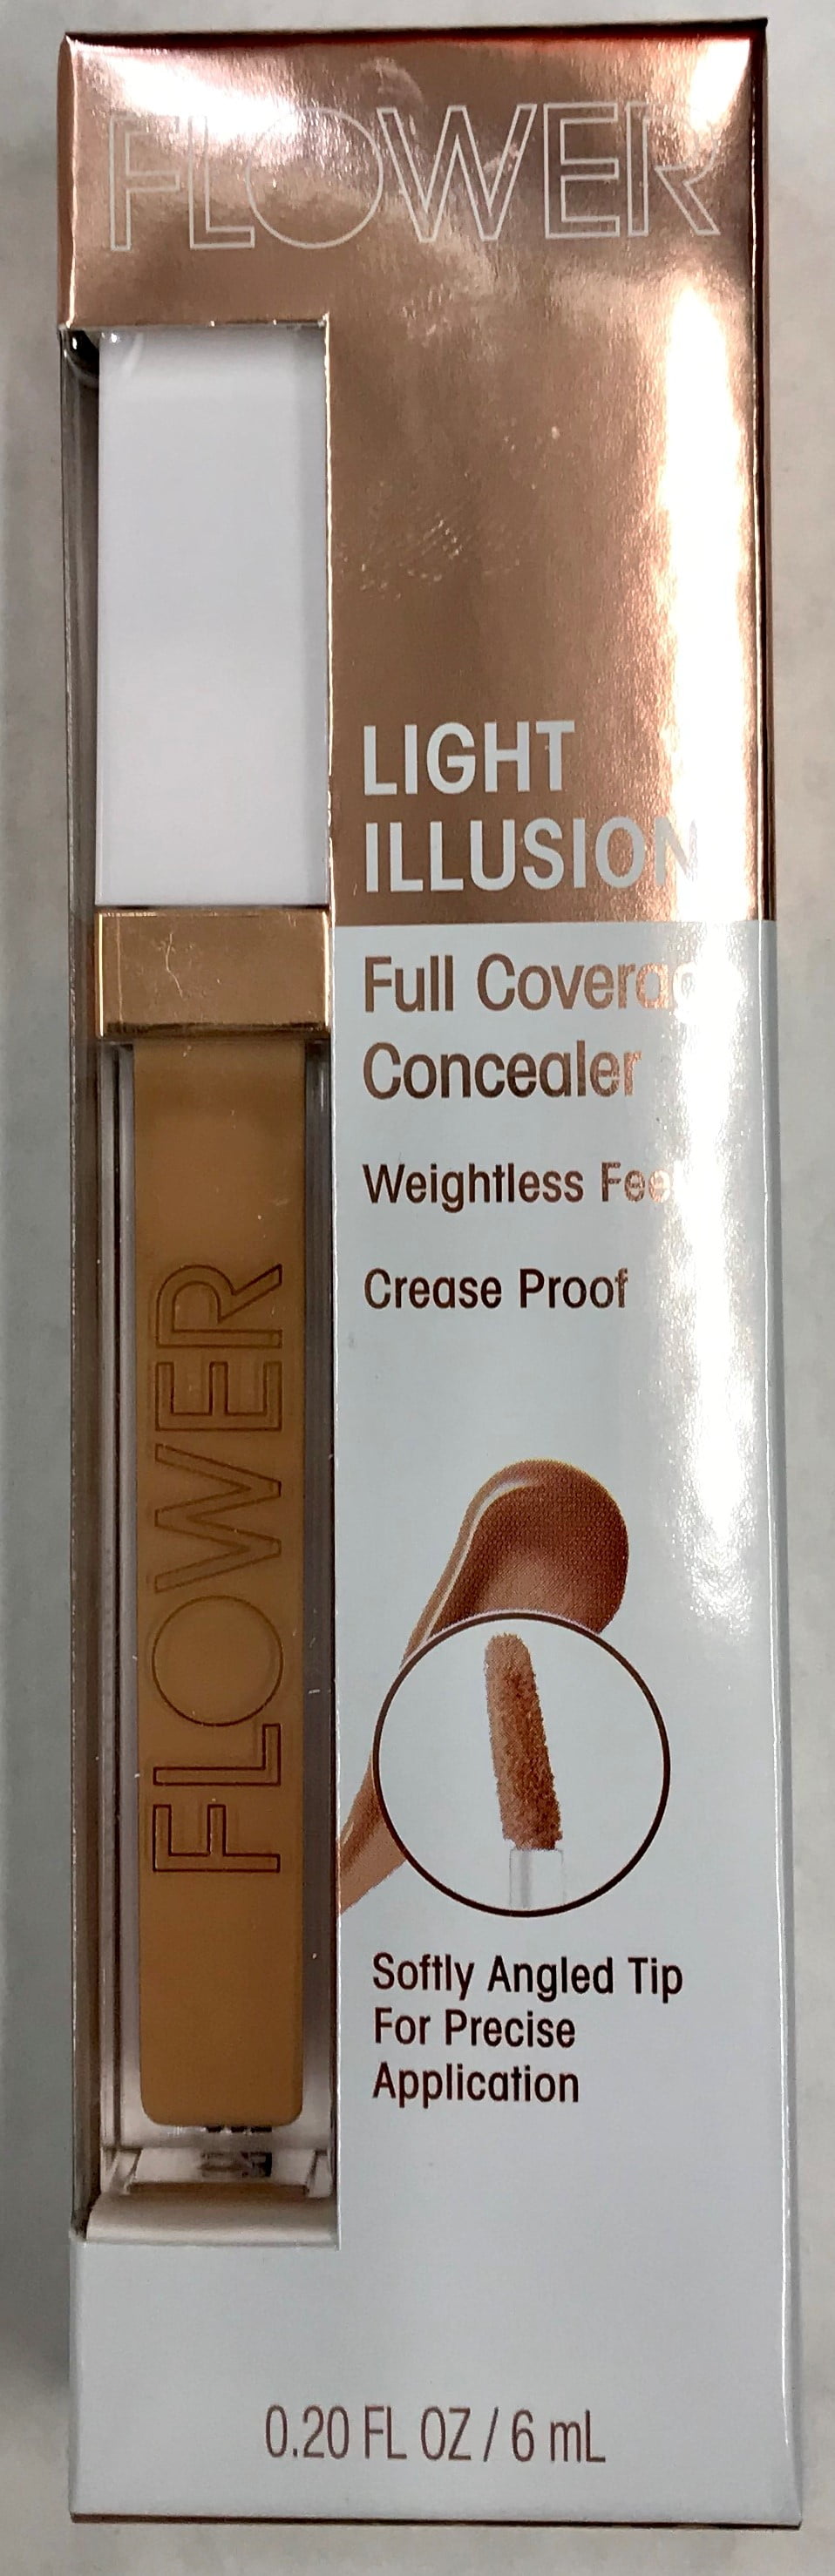 FLOWER
LIGHT
ILLUSION
Full Coverage
Concealer
Weightless Feel
Crease Proof
FLOWER
Softly Angled Tip
For Precise
Application
0.20 FL OZ / 6 mL